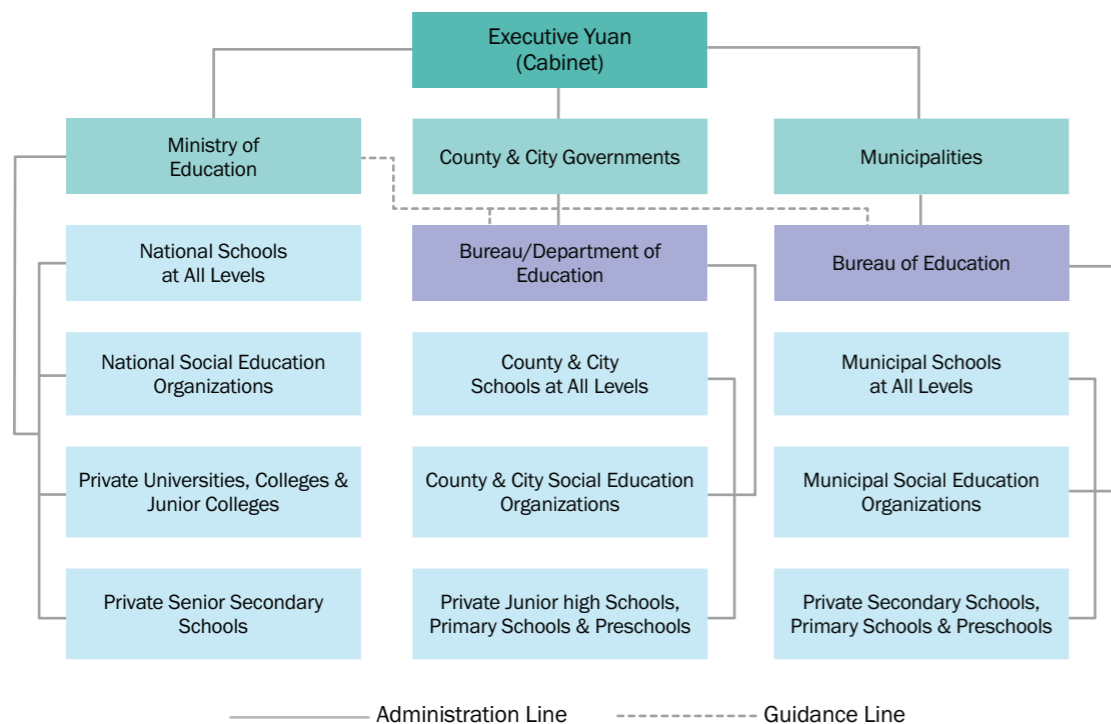 Executive Yuan
(Cabinet)
Ministry of
Education
County & City Governments
Municipalities
National Schools
at All Levels
Bureau/Department of
Education
Bureau of Education
National Social Education
Organizations
County & City
Schools at All Levels
Municipal Schools
at All Levels
Private Universities, Colleges &
Junior Colleges
County & City Social Education
Organizations
Municipal Social Education
Organizations
Private Senior Secondary
Schools
Private Junior high Schools,
Primary Schools & Preschools
Private Secondary Schools,
Primary Schools & Preschools
Administration Line
Guidance Line